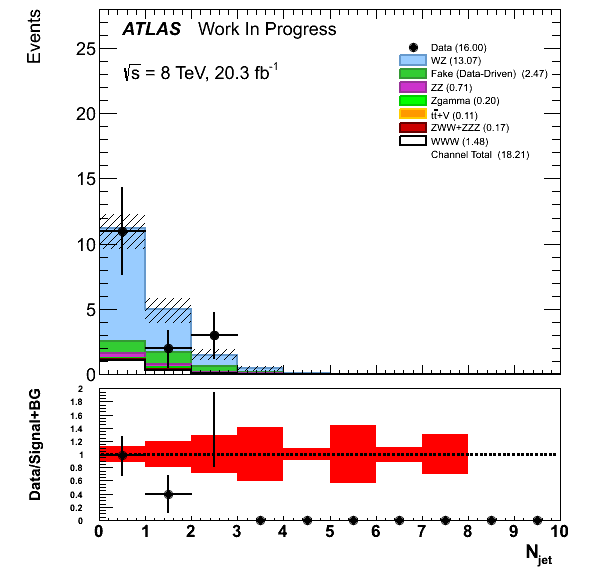 Events
ATLAS Work In Progress
√s = 8 TeV, 20.3 fb⁻¹
Data (16.00)
WZ (13.07)
Fake (Data-Driven) (2.47)
ZZ (0.71)
Zgamma (0.20)
tt̄+V (0.11)
ZWW+ZZZ (0.17)
WWW (1.48)
Channel Total (18.21)
25
20
15
10
5
0
Data/Signal+BG
2
1.8
1.6
1.4
1.2
1
0.8
0.6
0.4
0.2
0
0 1 2 3 4 5 6 7 8 9 10
N_jet